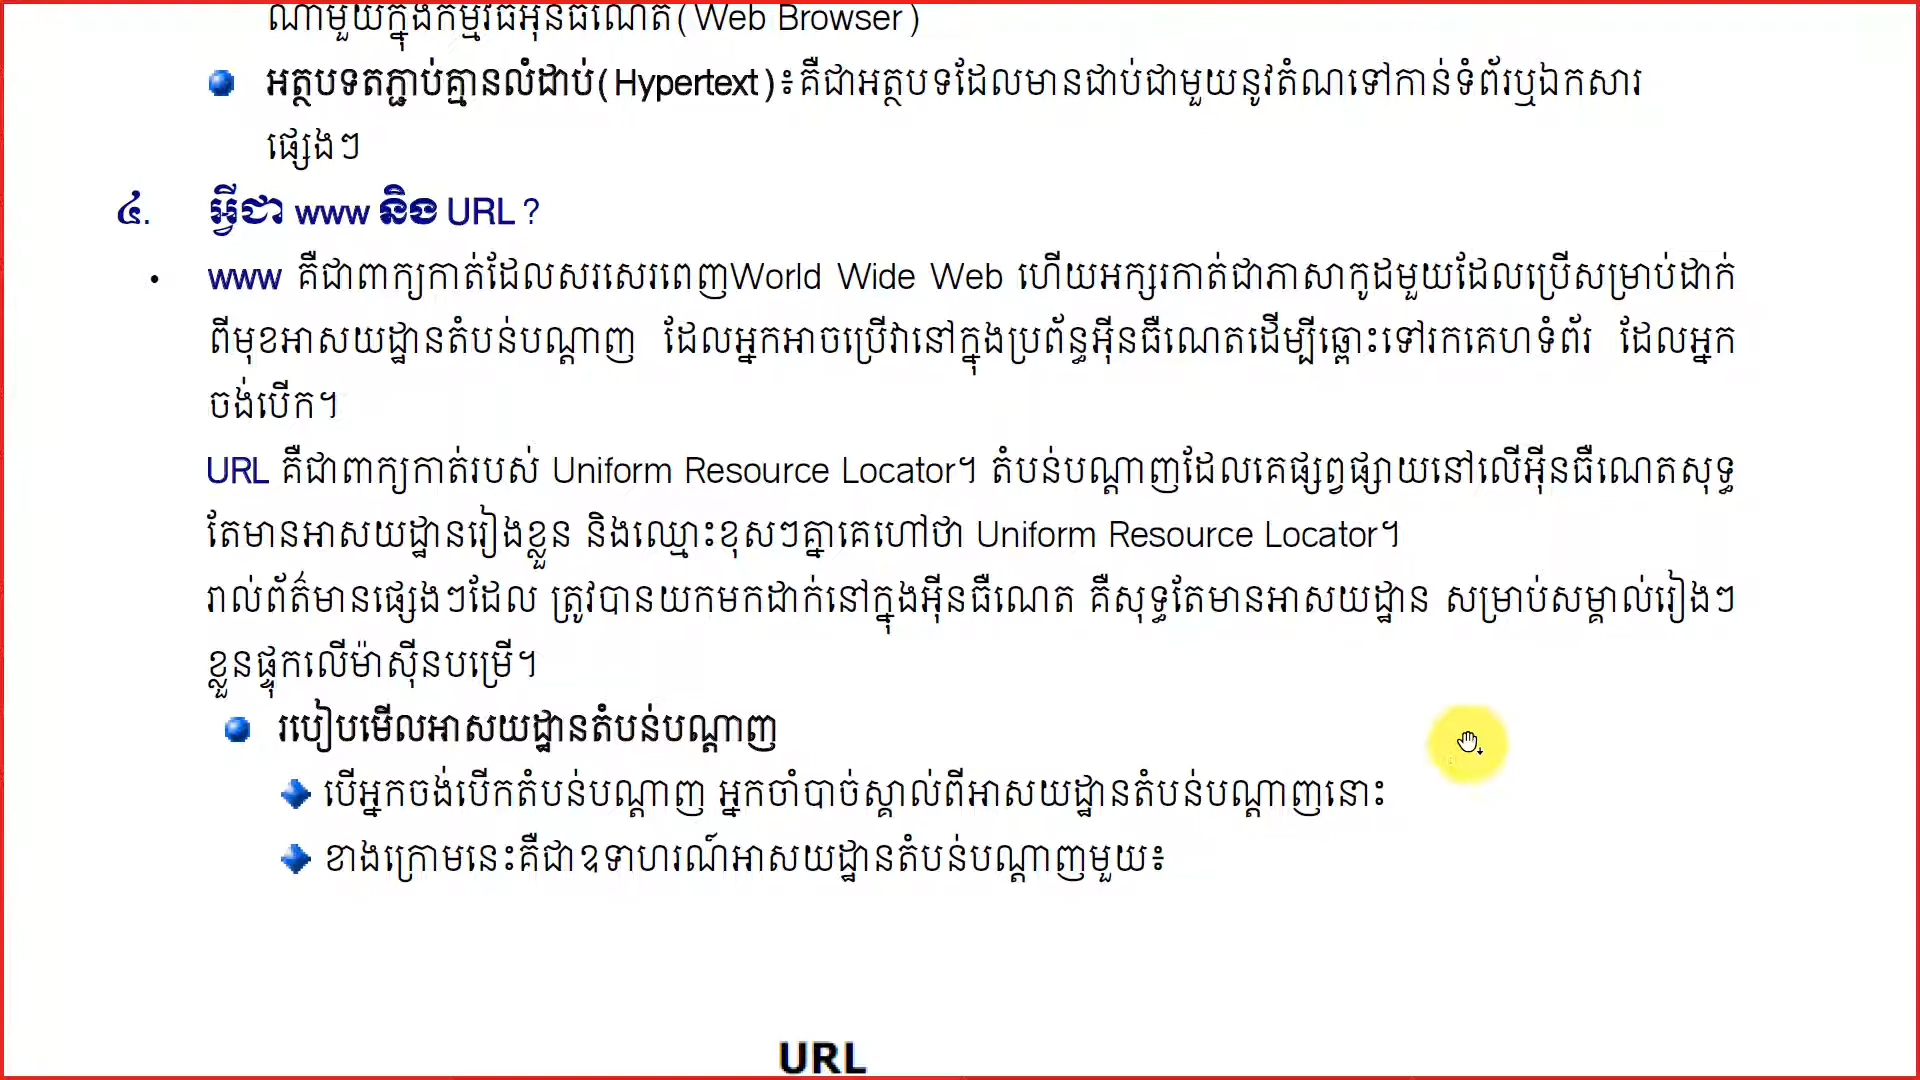 ណាមួយក្នុងកម្មវិធីអ៊ីនធឺណេត(Web Browser)
អត្ថបទតភ្ជាប់គ្មានលំដាប់(Hypertext)៖គឺជាអត្ថបទដែលមានជាប់ជាមួយនូវតំណទៅកាន់ទំព័រឬឯកសារ
ផ្សេងៗ
៤. អ្វីជា www និង URL ?
• www គឺជាពាក្យកាត់ដែលសរសេរពេញWorld Wide Web ហើយអក្សរកាត់ជាភាសាកូដមួយដែលប្រើសម្រាប់ដាក់
ពីមុខអាសយដ្ឋានតំបន់បណ្ដាញ ដែលអ្នកអាចប្រើវានៅក្នុងប្រព័ន្ធអ៊ីនធឺណេតដើម្បីឆ្ពោះទៅរកគេហទំព័រ ដែលអ្នក
ចង់បើក។
URL គឺជាពាក្យកាត់របស់ Uniform Resource Locator។ តំបន់បណ្ដាញដែលគេផ្សព្វផ្សាយនៅលើអ៊ីនធឺណេតសុទ្ធ
តែមានអាសយដ្ឋានរៀងខ្លួន និងឈ្មោះខុសៗគ្នាគេហៅថា Uniform Resource Locator។
រាល់ព័ត៌មានផ្សេងៗដែល ត្រូវបានយកមកដាក់នៅក្នុងអ៊ីនធឺណេត គឺសុទ្ធតែមានអាសយដ្ឋាន សម្រាប់សម្គាល់រៀងៗ
ខ្លួនផ្ទុកលើម៉ាស៊ីនបម្រើ។
របៀបមើលអាសយដ្ឋានតំបន់បណ្ដាញ
បើអ្នកចង់បើកតំបន់បណ្ដាញ អ្នកចាំបាច់ស្គាល់ពីអាសយដ្ឋានតំបន់បណ្ដាញនោះ
ខាងក្រោមនេះគឺជាឧទាហរណ៍អាសយដ្ឋានតំបន់បណ្ដាញមួយ៖
URL